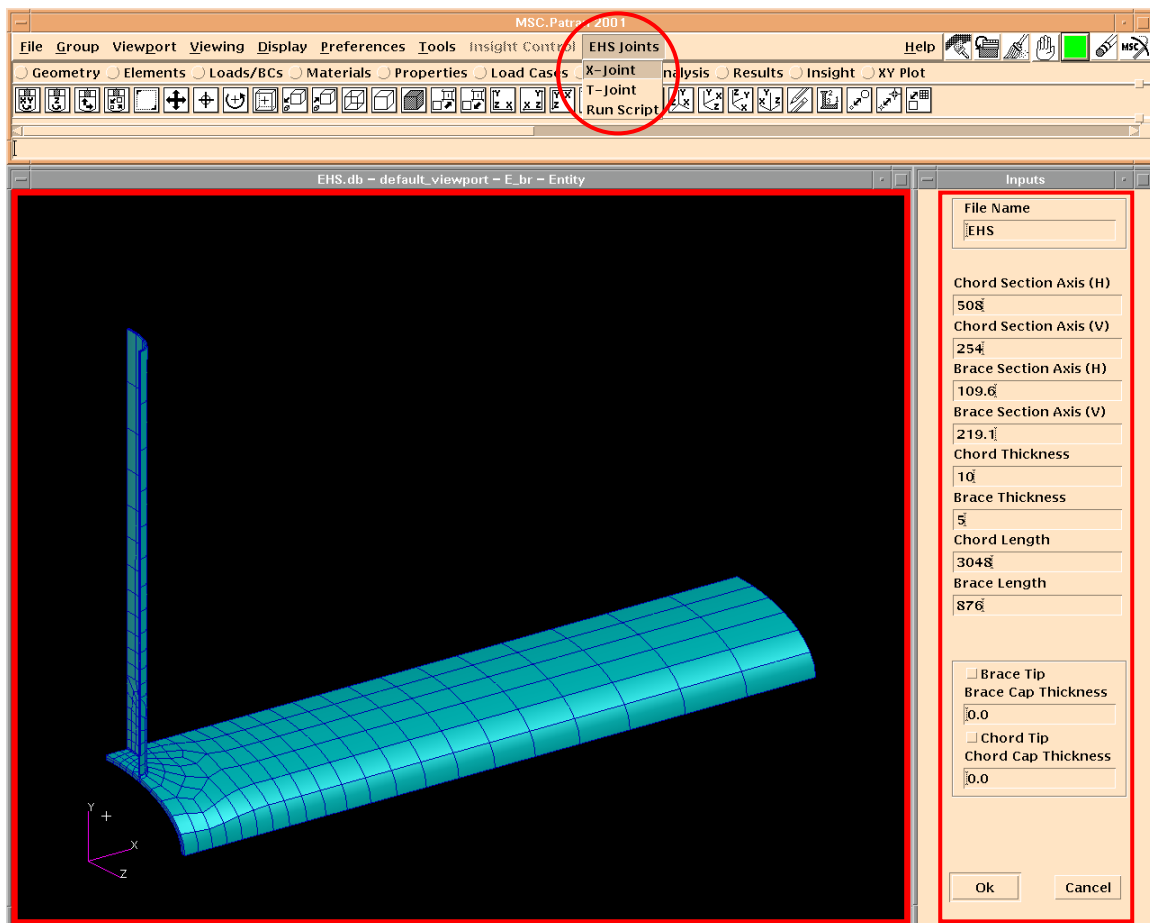 MSC.Patran 2001
File Group Viewport Viewing Display Preferences Tools Insight Control EHS Joints Help
MSC
Geometry Elements Loads/BCs Materials Properties Load Cases nalysis Results Insight XY Plot
X-Joint
T-Joint
Run Script
EHS.db - default_viewport - E_br - Entity
Inputs
File Name
EHS
Chord Section Axis (H)
508
Chord Section Axis (V)
254
Brace Section Axis (H)
109.6
Brace Section Axis (V)
219.1
Chord Thickness
10
Brace Thickness
5
Chord Length
3048
Brace Length
876
Brace Tip
Brace Cap Thickness
0.0
Chord Tip
Chord Cap Thickness
0.0
Y
X
Z
Ok Cancel